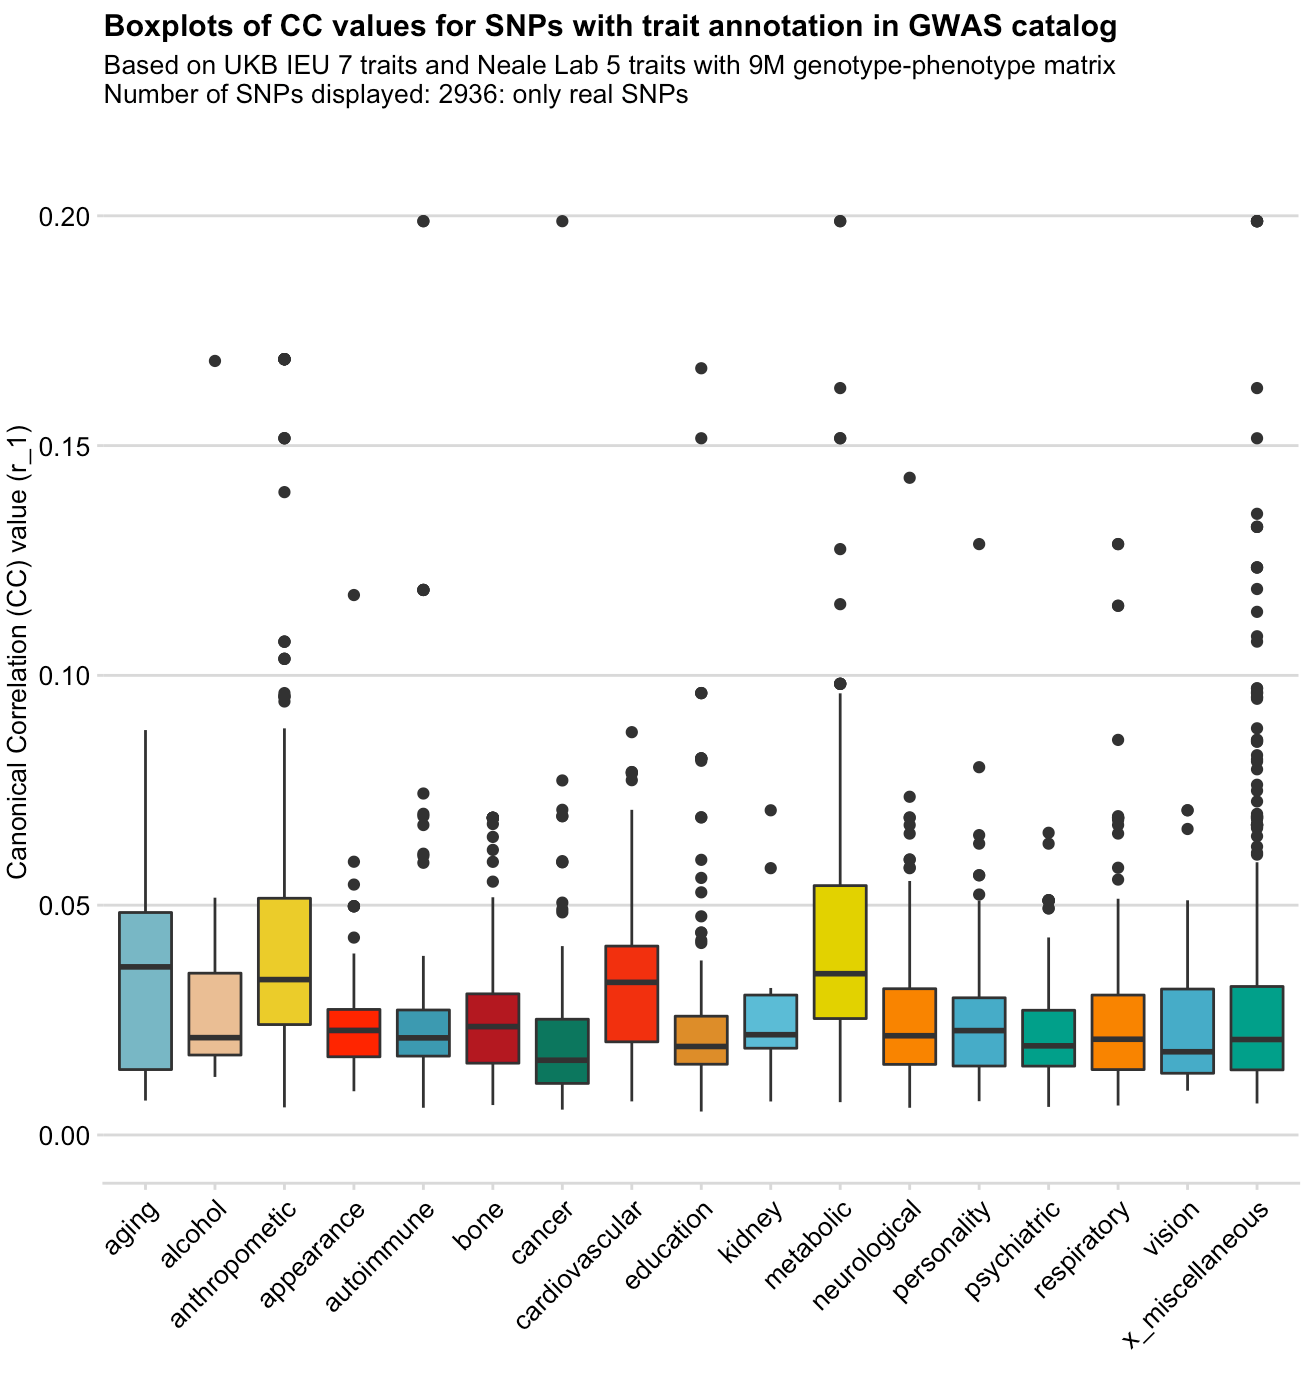 Boxplots of CC values for SNPs with trait annotation in GWAS catalog
Based on UKB IEU 7 traits and Neale Lab 5 traits with 9M genotype-phenotype matrix
Number of SNPs displayed: 2936: only real SNPs
Canonical Correlation (CC) value (r_1)
0.20
0.15
0.10
0.05
0.00
aging
alcohol
anthropometic
appearance
autoimmune
bone
cancer
cardiovascular
education
kidney
metabolic
neurological
personality
psychiatric
respiratory
vision
x_miscellaneous